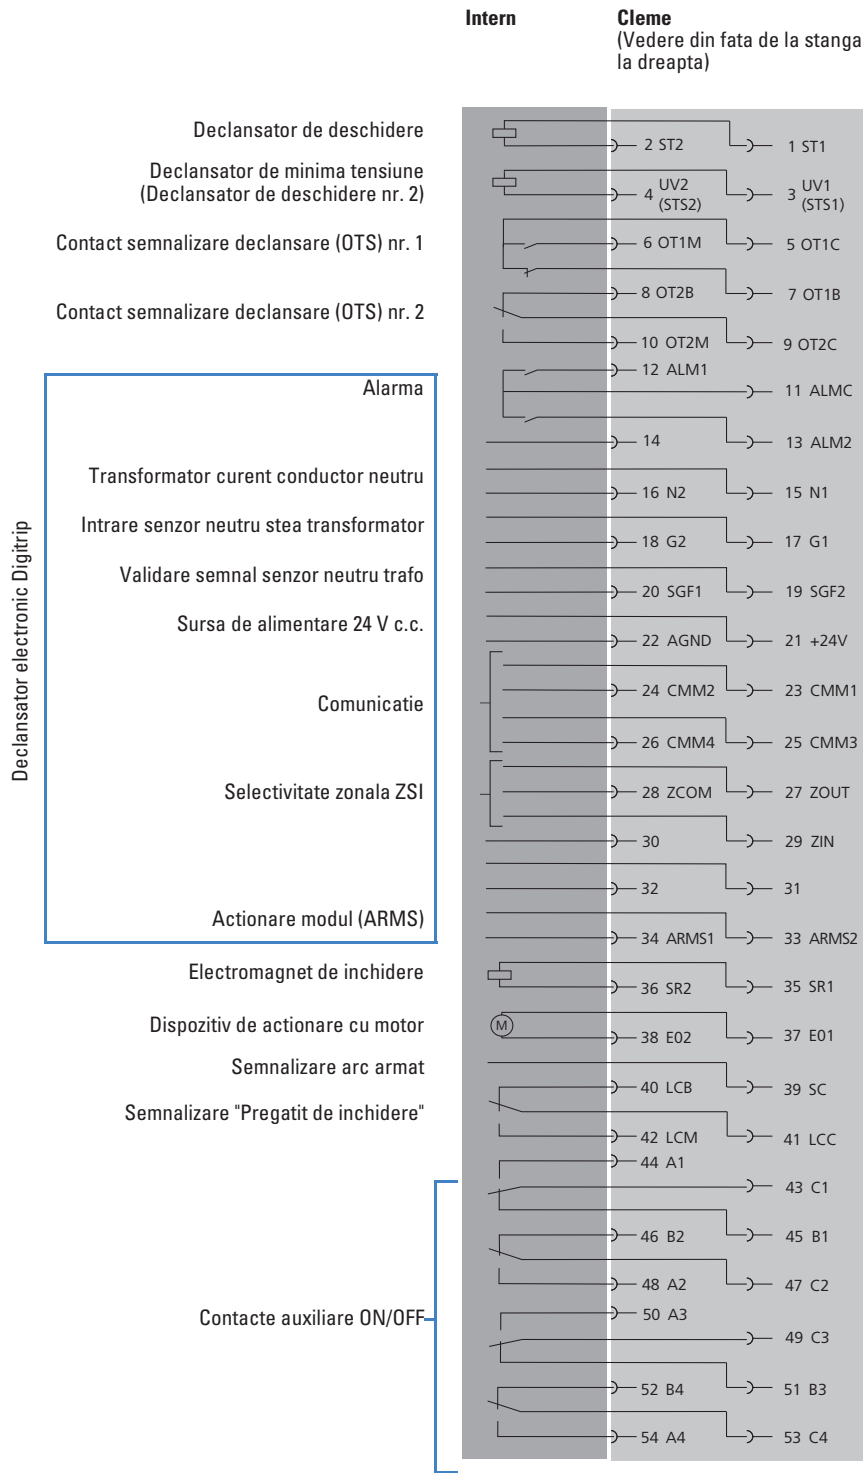 Intern
Cleme
(Vedere din fata de la stanga
la dreapta)
Declansator de deschidere
2 ST2
1 ST1
Declansator de minima tensiune
(Declansator de deschidere nr. 2)
4 UV2
(STS2)
3 UV1
(STS1)
Contact semnalizare declansare (OTS) nr. 1
6 OT1M
5 OT1C
8 OT2B
7 OT1B
Contact semnalizare declansare (OTS) nr. 2
10 OT2M
9 OT2C
Declansator electronic Digitrip
12 ALM1
Alarma
11 ALMC
14
13 ALM2
Transformator curent conductor neutru
16 N2
15 N1
Intrare senzor neutru stea transformator
18 G2
17 G1
Validare semnal senzor neutru trafo
20 SGF1
19 SGF2
Sursa de alimentare 24 V c.c.
22 AGND
21 +24V
24 CMM2
23 CMM1
Comunicatie
26 CMM4
25 CMM3
Selectivitate zonala ZSI
28 ZCOM
27 ZOUT
30
29 ZIN
32
31
Actionare modul (ARMS)
34 ARMS1
33 ARMS2
Electromagnet de inchidere
36 SR2
35 SR1
Dispozitiv de actionare cu motor
M
38 E02
37 E01
Semnalizare arc armat
40 LCB
39 SC
Semnalizare "Pregatit de inchidere"
42 LCM
41 LCC
44 A1
43 C1
46 B2
45 B1
48 A2
47 C2
Contacte auxiliare ON/OFF
50 A3
49 C3
52 B4
51 B3
54 A4
53 C4